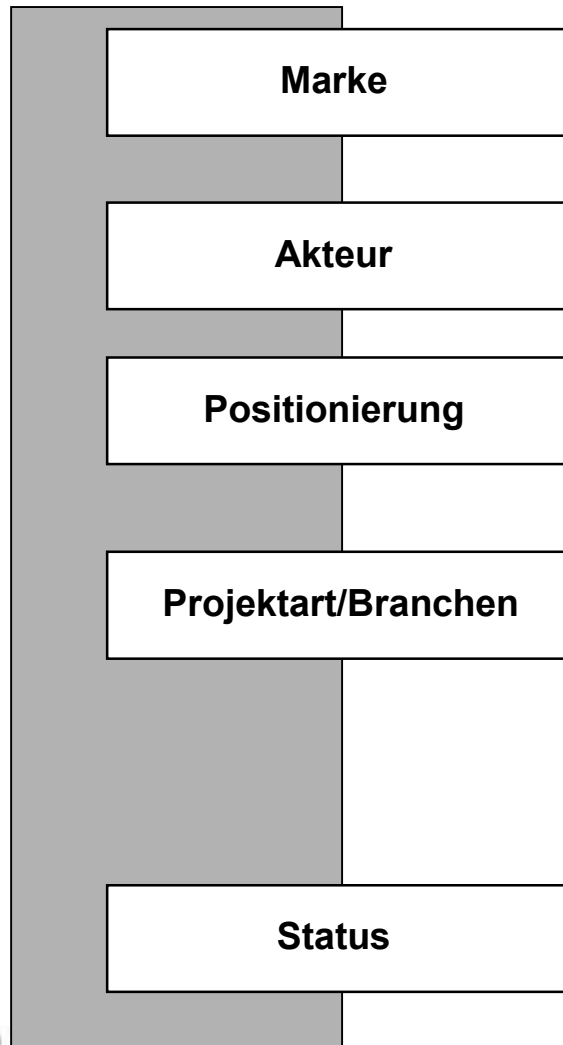 Marke
Akteur
Positionierung
Projektart/Branchen
Status